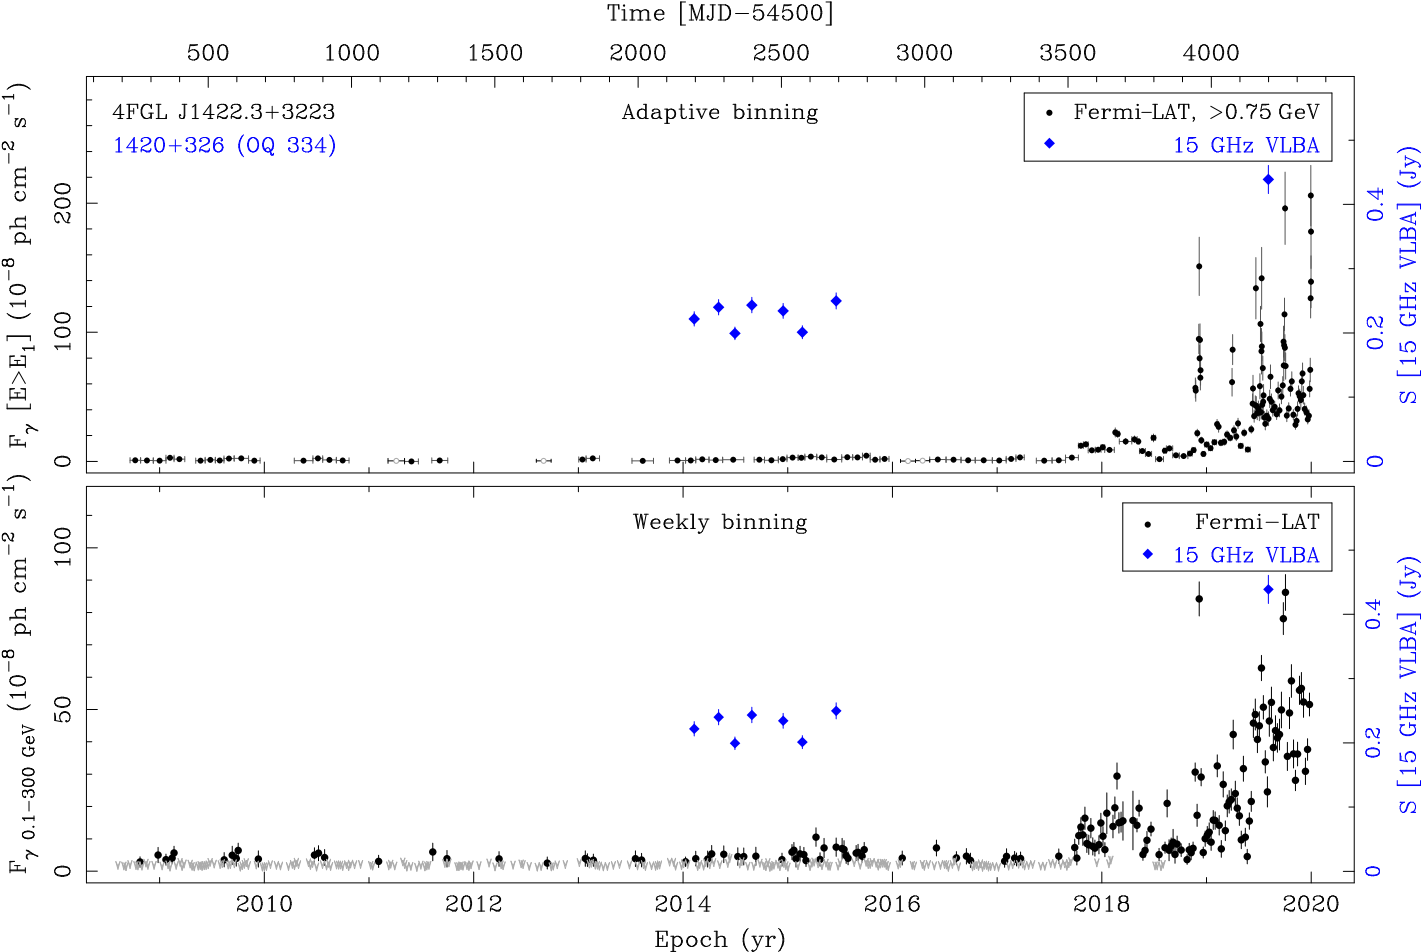 Time [MJD−54500]
500 1000 1500 2000 2500 3000 3500 4000
4FGL J1422.3+3223
1420+326 (OQ 334)
Adaptive binning
Fermi−LAT, >0.75 GeV
15 GHz VLBA
F_γ [E>E_1] (10^−8 ph cm^−2 s^−1)
0 100 200
S [15 GHz VLBA] (Jy)
0 0.2 0.4
Weekly binning
Fermi−LAT
15 GHz VLBA
F_γ 0.1−300 GeV (10^−8 ph cm^−2 s^−1)
0 50 100
S [15 GHz VLBA] (Jy)
0 0.2 0.4
2010 2012 2014 2016 2018 2020
Epoch (yr)